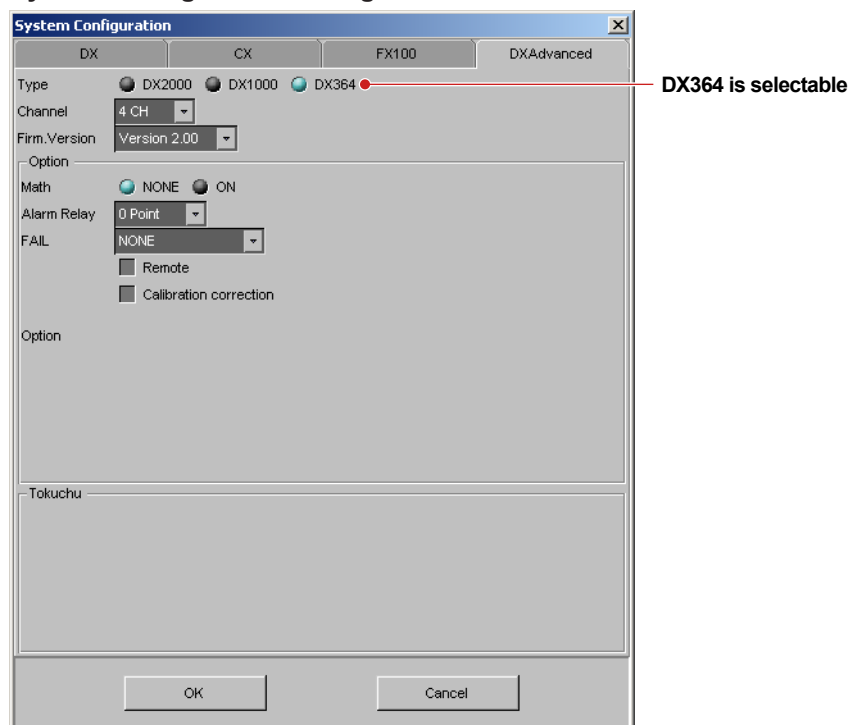 System Configuration
DX CX FX100 DXAdvanced
Type DX2000 DX1000 DX364 DX364 is selectable
Channel 4 CH
Firm.Version Version 2.00
Option
Math NONE ON
Alarm Relay 0 Point
FAIL NONE
Remote
Calibration correction
Option
Tokuchu
OK Cancel